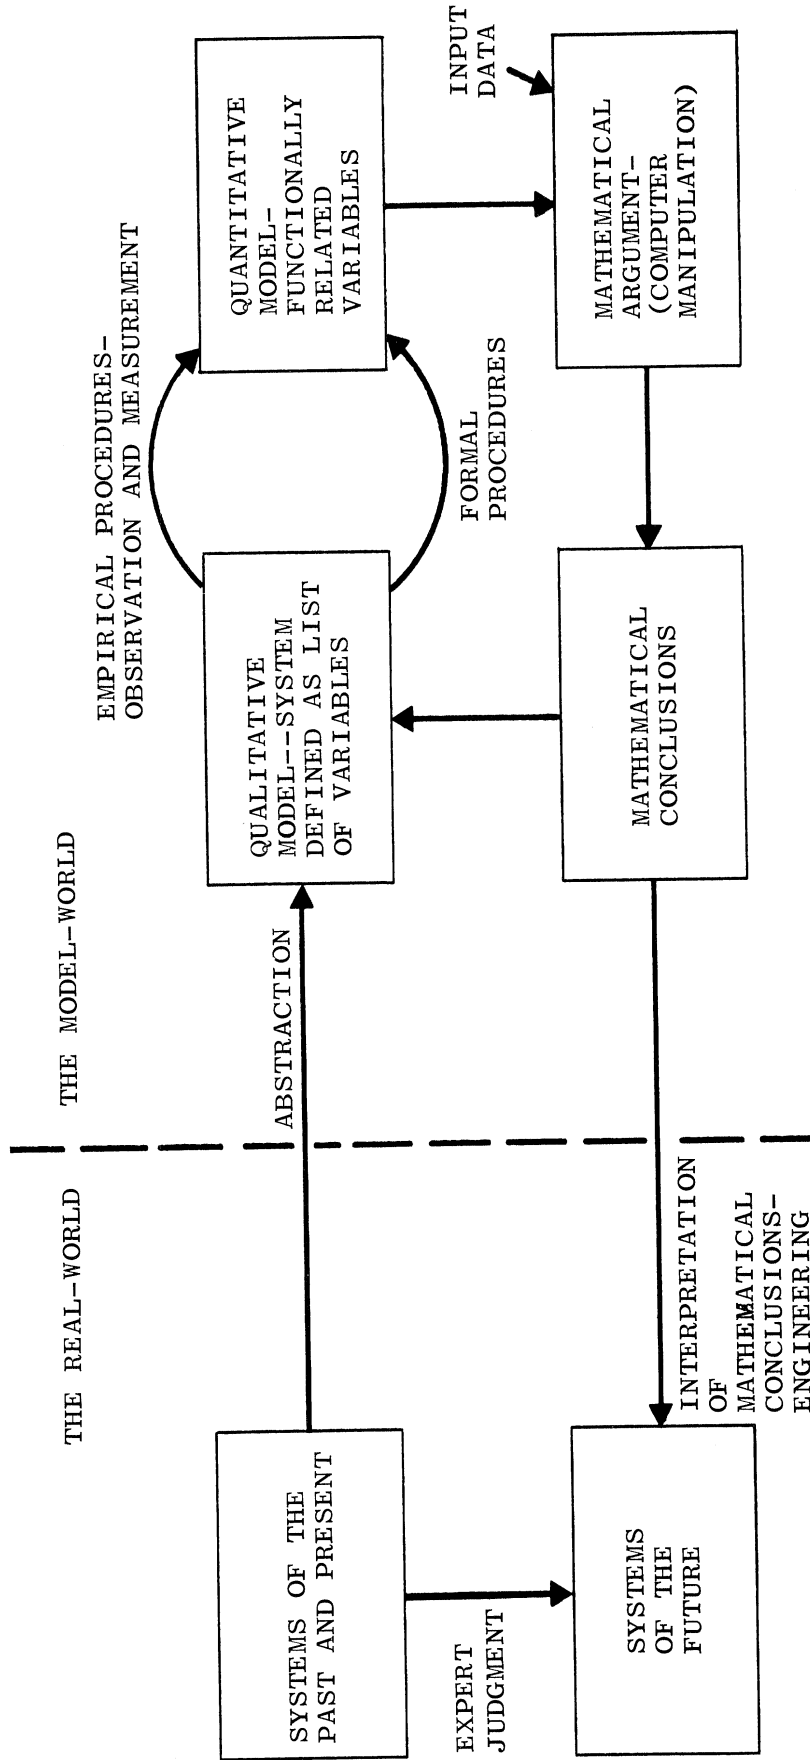 THE REAL-WORLD
THE MODEL-WORLD
SYSTEMS OF THE
PAST AND PRESENT
ABSTRACTION
QUALITATIVE
MODEL--SYSTEM
DEFINED AS LIST
OF VARIABLES
EMPIRICAL PROCEDURES-
OBSERVATION AND MEASUREMENT
FORMAL
PROCEDURES
QUANTITATIVE
MODEL-
FUNCTIONALLY
RELATED
VARIABLES
EXPERT
JUDGMENT
SYSTEMS
OF THE
FUTURE
INTERPRETATION
OF
MATHEMATICAL
CONCLUSIONS-
ENGINEERING
MATHEMATICAL
CONCLUSIONS
MATHEMATICAL
ARGUMENT-
(COMPUTER
MANIPULATION)
INPUT
DATA